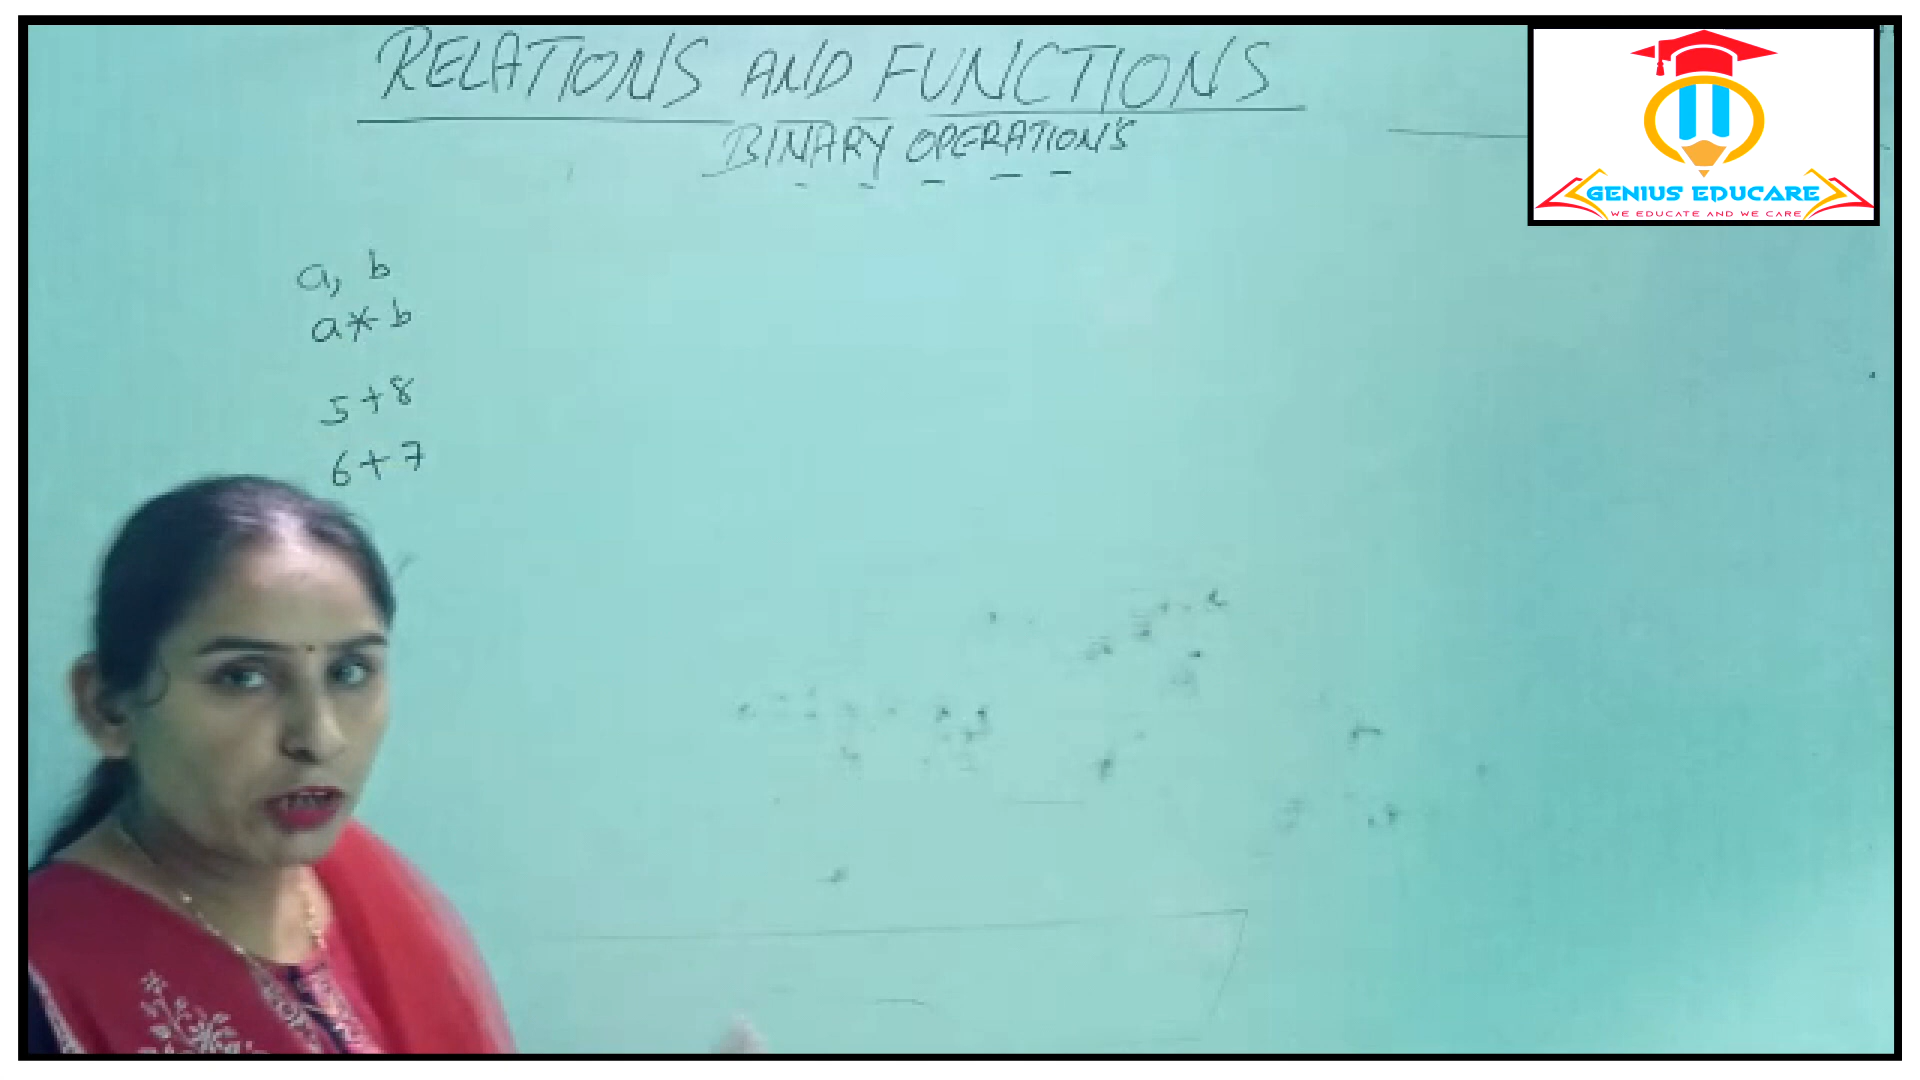 RELATIONS AND FUNCTIONS
BINARY OPERATIONS
a, b
a * b
5 + 8
6 + 7
GENIUS EDUCARE
WE EDUCATE AND WE CARE